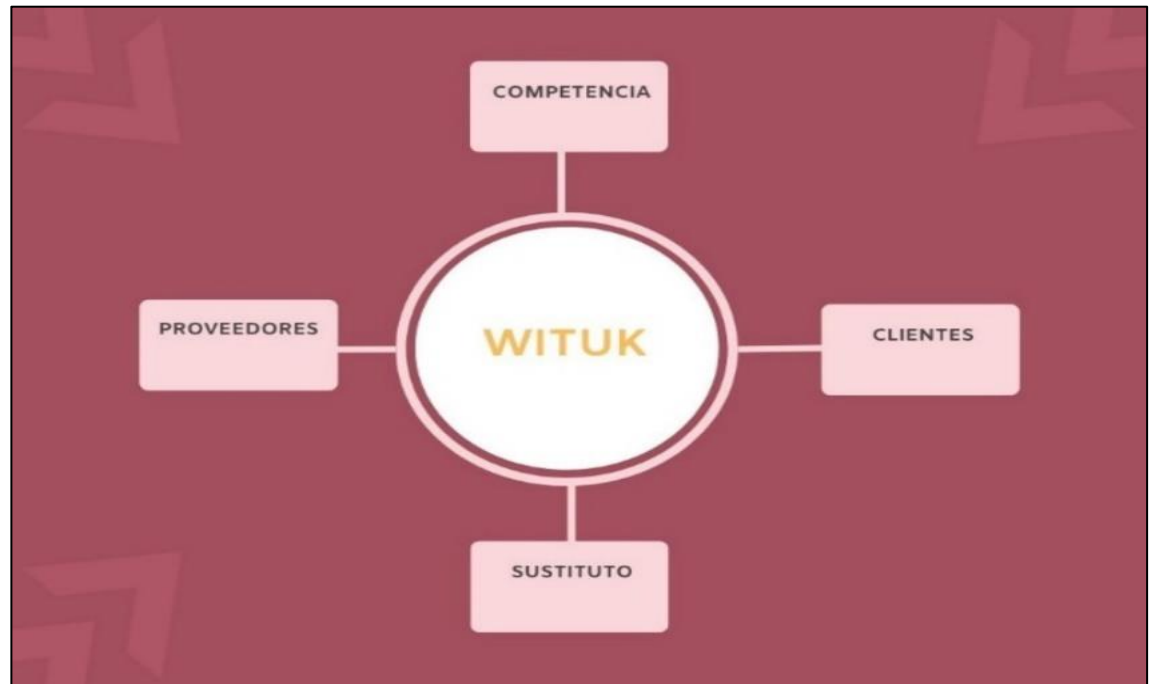 COMPETENCIA
PROVEEDORES
WITUK
CLIENTES
SUSTITUTO